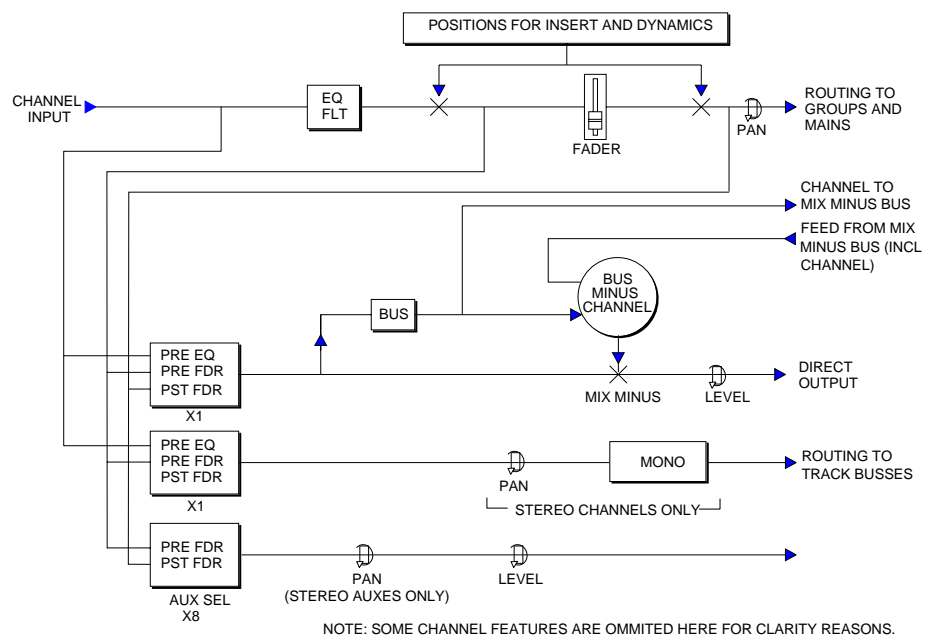 POSITIONS FOR INSERT AND DYNAMICS
CHANNEL
INPUT
EQ
FLT
FADER
PAN
ROUTING TO
GROUPS AND
MAINS
CHANNEL TO
MIX MINUS BUS
FEED FROM MIX
MINUS BUS (INCL
CHANNEL)
BUS
MINUS
CHANNEL
BUS
PRE EQ
PRE FDR
PST FDR
X1
MIX MINUS
LEVEL
DIRECT
OUTPUT
PRE EQ
PRE FDR
PST FDR
X1
PAN
MONO
STEREO CHANNELS ONLY
ROUTING TO
TRACK BUSSES
PRE FDR
PST FDR
AUX SEL
X8
PAN
(STEREO AUXES ONLY)
LEVEL
NOTE: SOME CHANNEL FEATURES ARE OMMITED HERE FOR CLARITY REASONS.